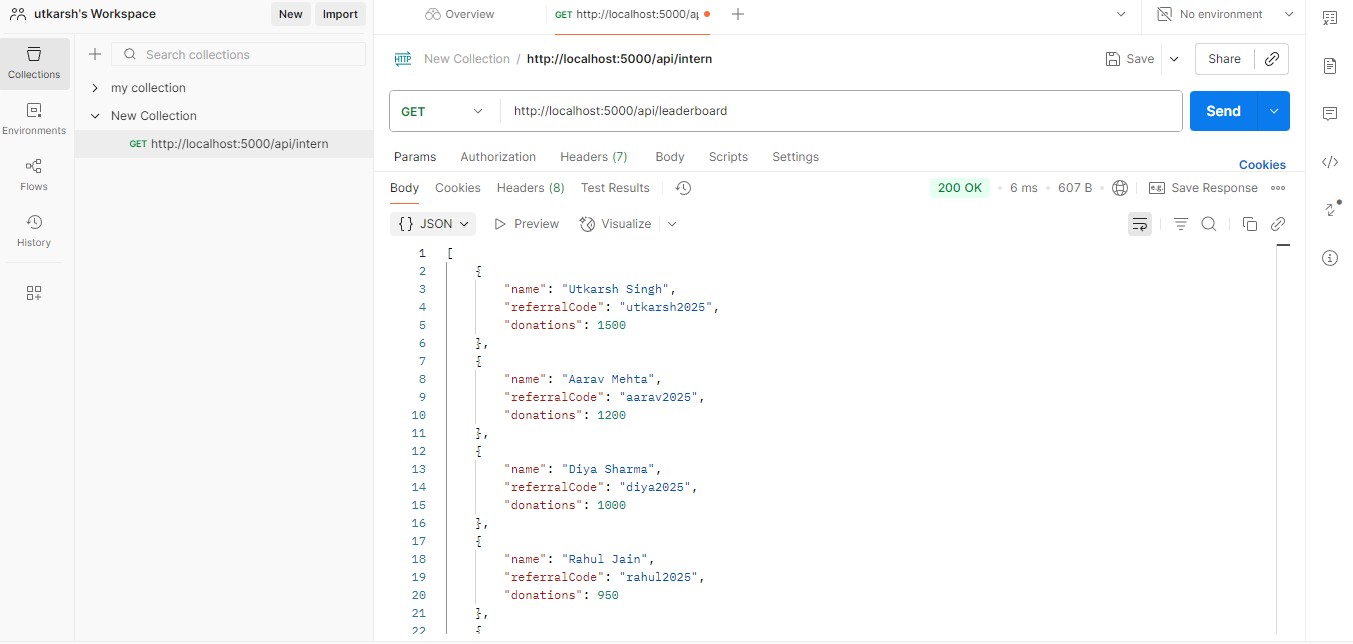 utkarsh's Workspace
New
Import
Overview
GET http://localhost:5000/a
No environment
Collections
Search collections
New Collection / http://localhost:5000/api/intern
Save
Share
my collection
New Collection
GET http://localhost:5000/api/intern
GET
http://localhost:5000/api/leaderboard
Send
Environments
Flows
History
Params
Authorization
Headers (7)
Body
Scripts
Settings
Cookies
Body
Cookies
Headers (8)
Test Results
200 OK
6 ms
607 B
e.g.
Save Response
{} JSON
Preview
Visualize
1 [
2 {
3 "name": "Utkarsh Singh",
4 "referralCode": "utkarsh2025",
5 "donations": 1500
6 },
7 {
8 "name": "Aarav Mehta",
9 "referralCode": "aarav2025",
10 "donations": 1200
11 },
12 {
13 "name": "Diya Sharma",
14 "referralCode": "diya2025",
15 "donations": 1000
16 },
17 {
18 "name": "Rahul Jain",
19 "referralCode": "rahul2025",
20 "donations": 950
21 },
22 {